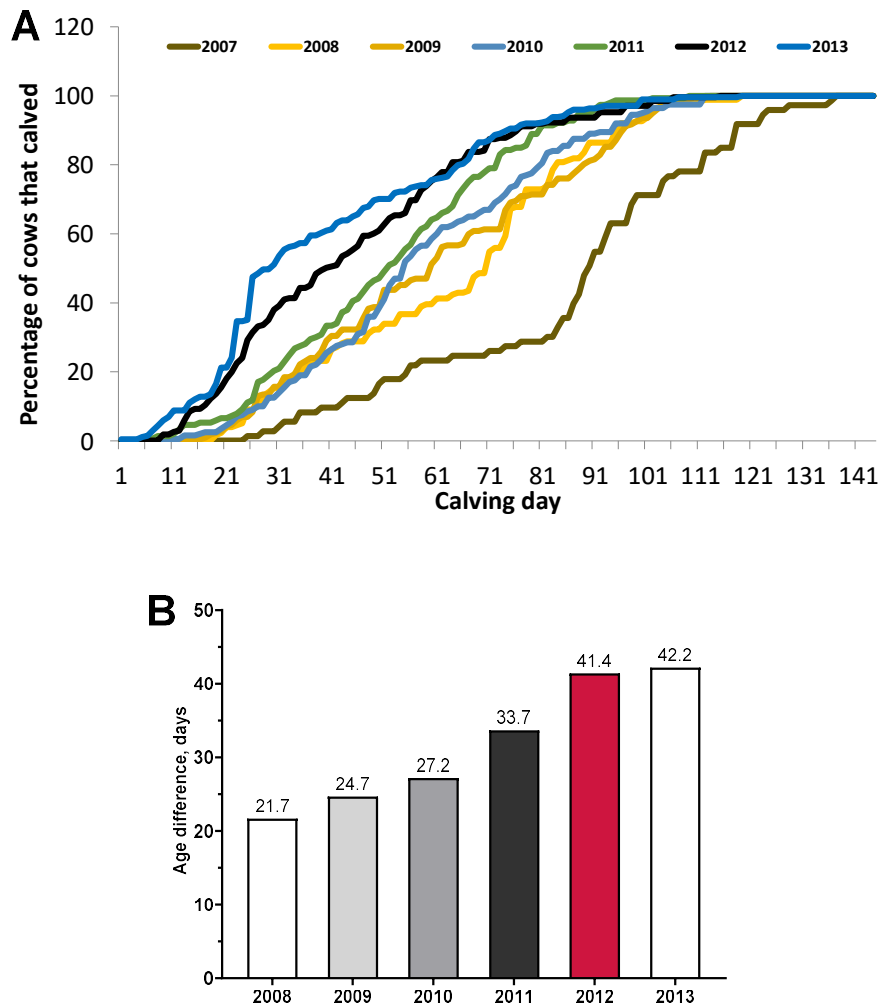 A
120
2007 2008 2009 2010 2011 2012 2013
100
80
60
40
20
0
Percentage of cows that calved
1 11 21 31 41 51 61 71 81 91 101 111 121 131 141
Calving day
B
50
40
30
20
10
0
Age difference, days
21.7 24.7 27.2 33.7 41.4 42.2
2008 2009 2010 2011 2012 2013